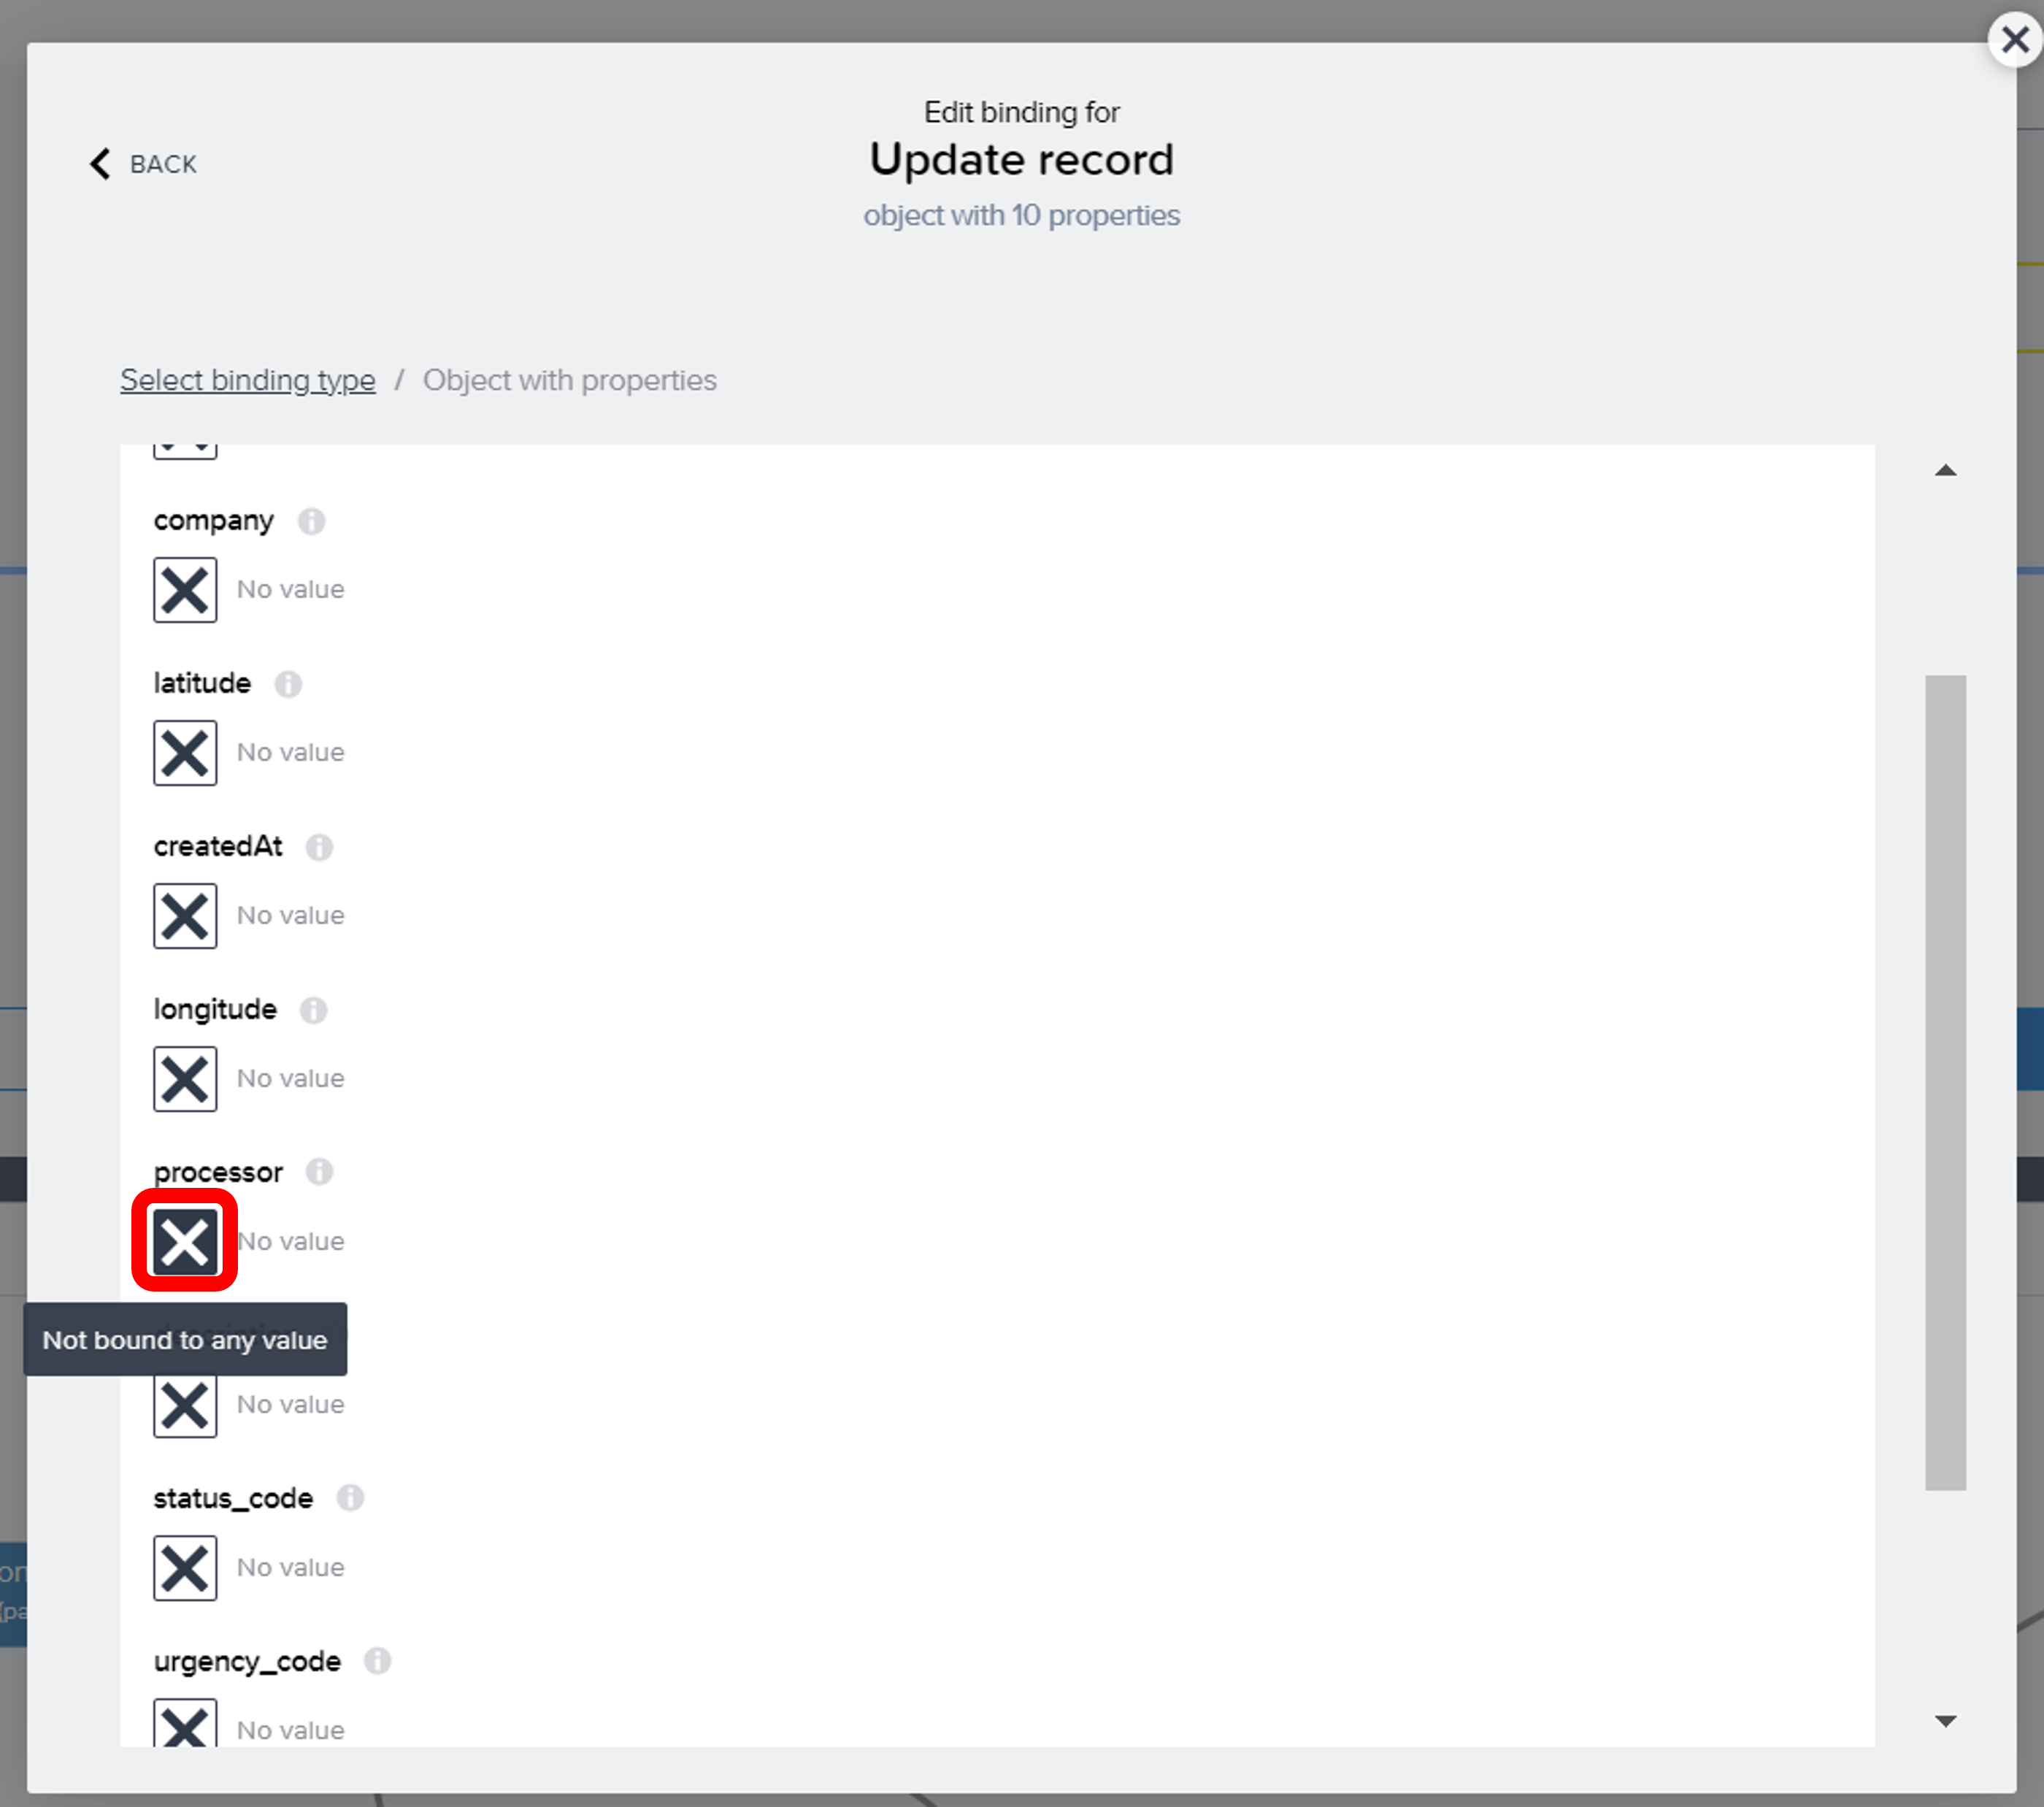 Edit binding for
BACK
Update record
object with 10 properties
Select binding type / Object with properties
company
No value
latitude
No value
createdAt
No value
longitude
No value
processor
No value
Not bound to any value
No value
status_code
No value
urgency_code
No value